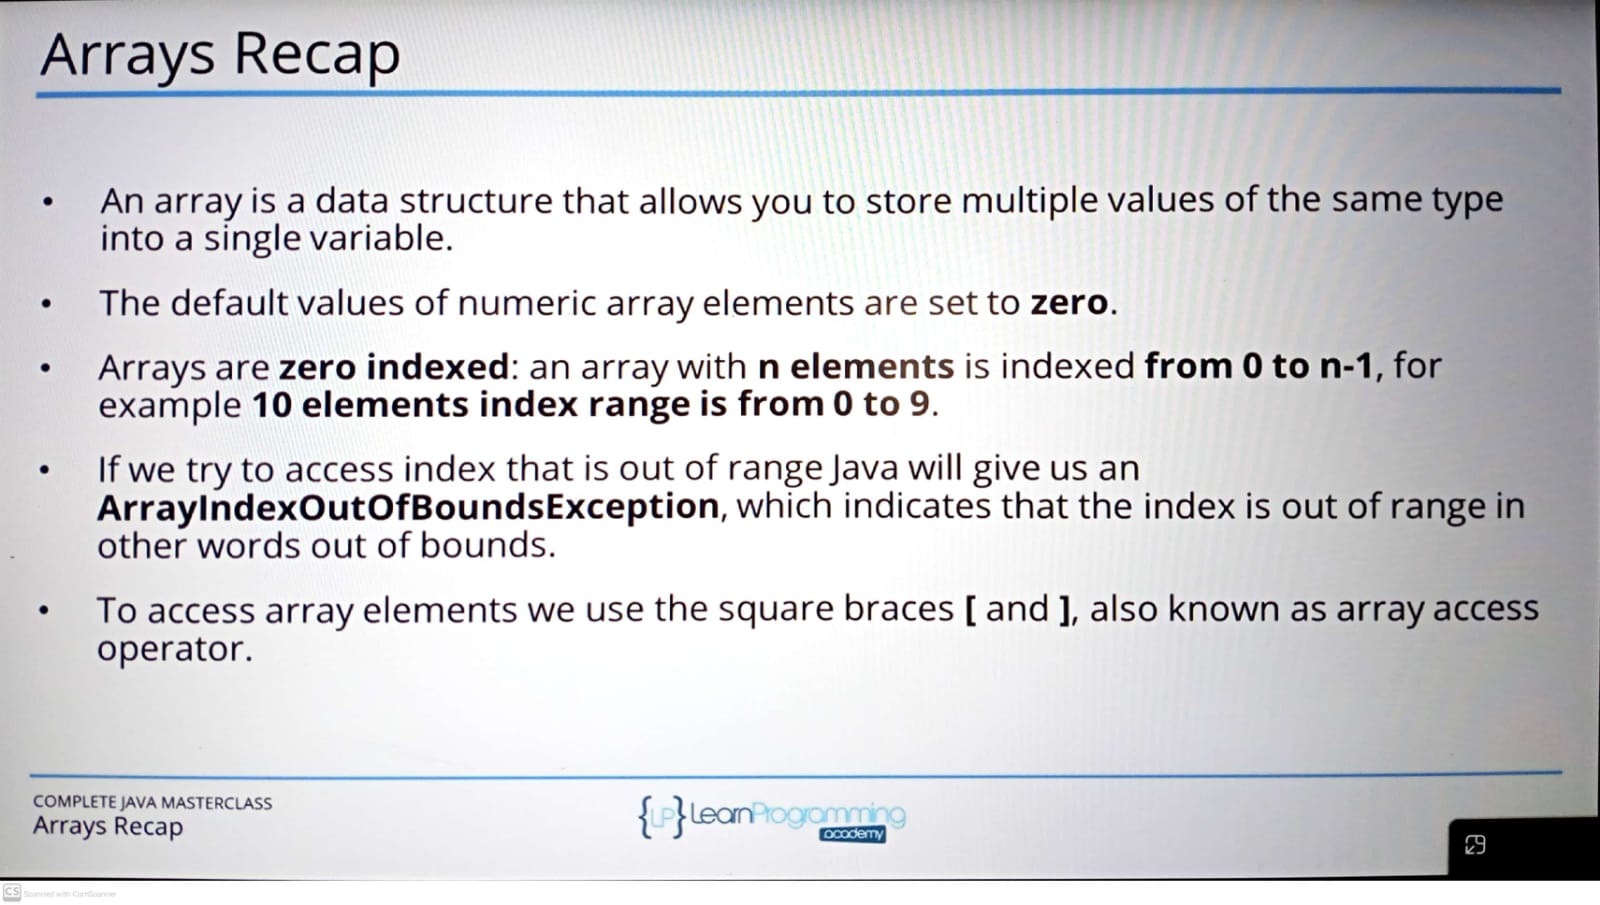 Arrays Recap
• An array is a data structure that allows you to store multiple values of the same type
into a single variable.
• The default values of numeric array elements are set to zero.
• Arrays are zero indexed: an array with n elements is indexed from 0 to n-1, for
example 10 elements index range is from 0 to 9.
• If we try to access index that is out of range Java will give us an
ArrayIndexOutOfBoundsException, which indicates that the index is out of range in
other words out of bounds.
• To access array elements we use the square braces [ and ], also known as array access
operator.
COMPLETE JAVA MASTERCLASS
Arrays Recap
{LP} LearnProgramming
academy
CS Scanned with CamScanner